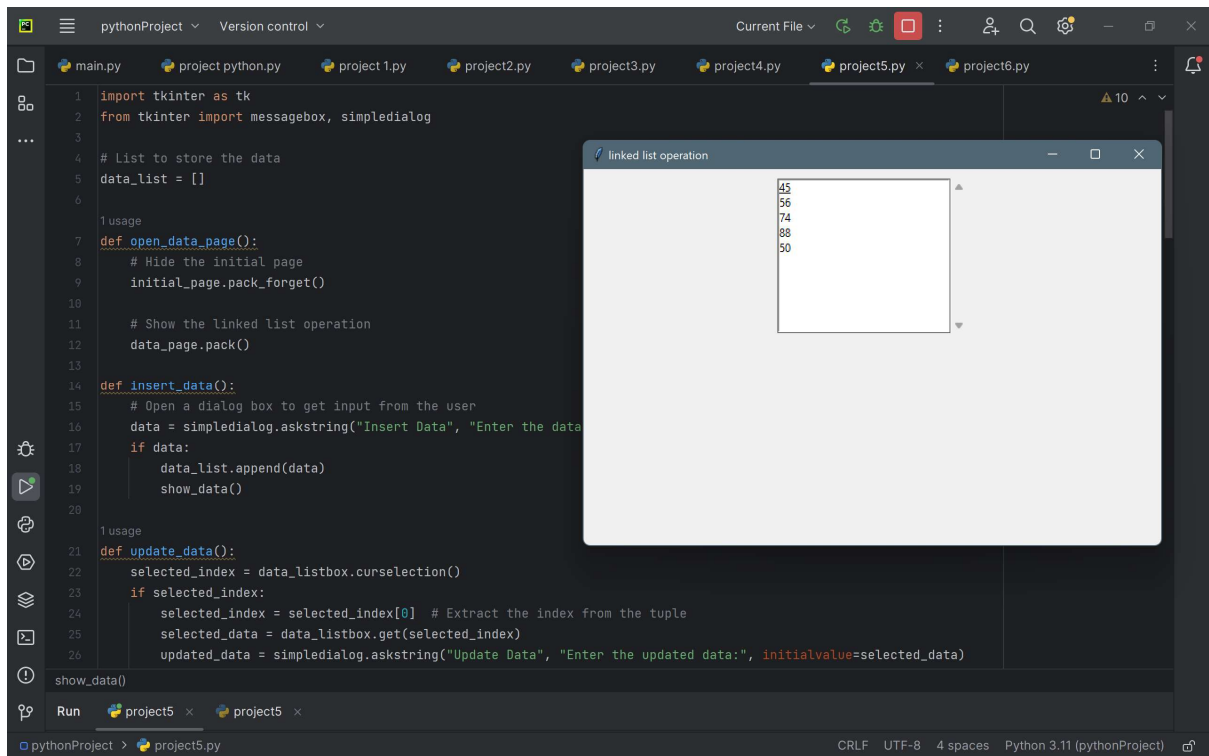 PC pythonProject Version control Current File
main.py project python.py project 1.py project2.py project3.py project4.py project5.py × project6.py
1 import tkinter as tk 10
2 from tkinter import messagebox, simpledialog
3
4 # List to store the data
5 data_list = []
6
1 usage
7 def open_data_page():
8 # Hide the initial page
9 initial_page.pack_forget()
10
11 # Show the linked list operation
12 data_page.pack()
13
14 def insert_data():
15 # Open a dialog box to get input from the user
16 data = simpledialog.askstring("Insert Data", "Enter the data
17 if data:
18 data_list.append(data)
19 show_data()
20
1 usage
21 def update_data():
22 selected_index = data_listbox.curselection()
23 if selected_index:
24 selected_index = selected_index[0] # Extract the index from the tuple
25 selected_data = data_listbox.get(selected_index)
26 updated_data = simpledialog.askstring("Update Data", "Enter the updated data:", initialvalue=selected_data)
linked list operation
45
56
74
88
50
show_data()
Run project5 × project5 ×
pythonProject > project5.py CRLF UTF-8 4 spaces Python 3.11 (pythonProject)